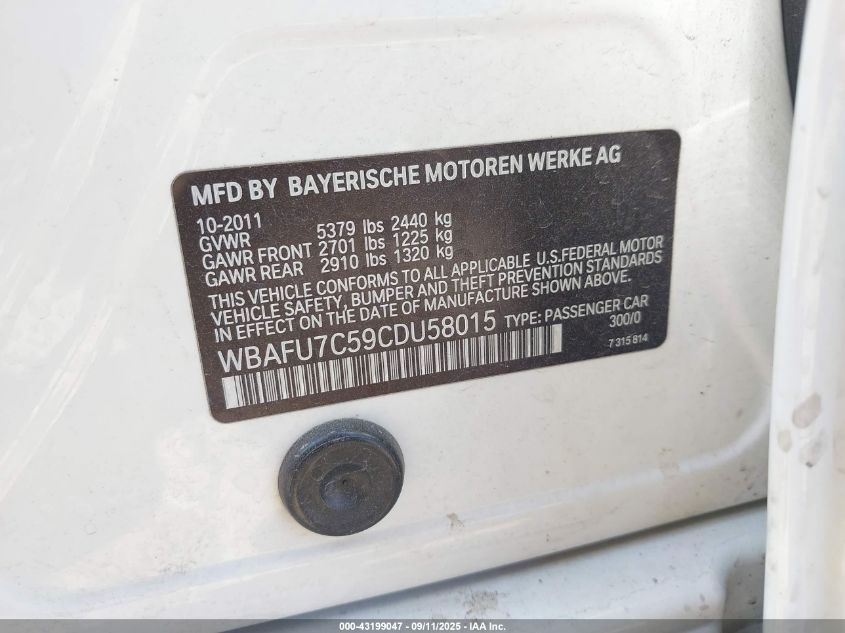 MFD BY BAYERISCHE MOTOREN WERKE AG
10-2011
GVWR 5379 lbs 2440 kg
GAWR FRONT 2701 lbs 1225 kg
GAWR REAR 2910 lbs 1320 kg
THIS VEHICLE CONFORMS TO ALL APPLICABLE U.S.FEDERAL MOTOR
VEHICLE SAFETY, BUMPER AND THEFT PREVENTION STANDARDS
IN EFFECT ON THE DATE OF MANUFACTURE SHOWN ABOVE.
WBAFU7C59CDU58015 TYPE: PASSENGER CAR
300/0
7 315 814
000-43199047 - 09/11/2025 - IAA Inc.